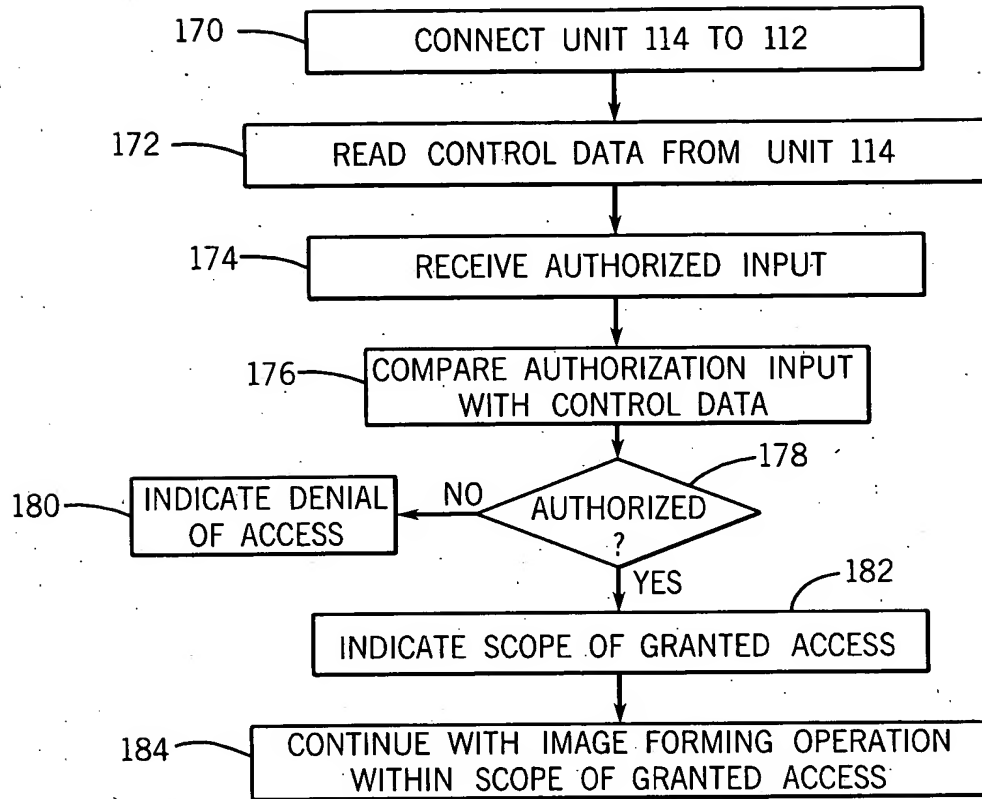 170
CONNECT UNIT 114 TO 112
172
READ CONTROL DATA FROM UNIT 114
174
RECEIVE AUTHORIZED INPUT
176
COMPARE AUTHORIZATION INPUT
WITH CONTROL DATA
178
AUTHORIZED
?
NO
180
INDICATE DENIAL
OF ACCESS
YES
182
INDICATE SCOPE OF GRANTED ACCESS
184
CONTINUE WITH IMAGE FORMING OPERATION
WITHIN SCOPE OF GRANTED ACCESS